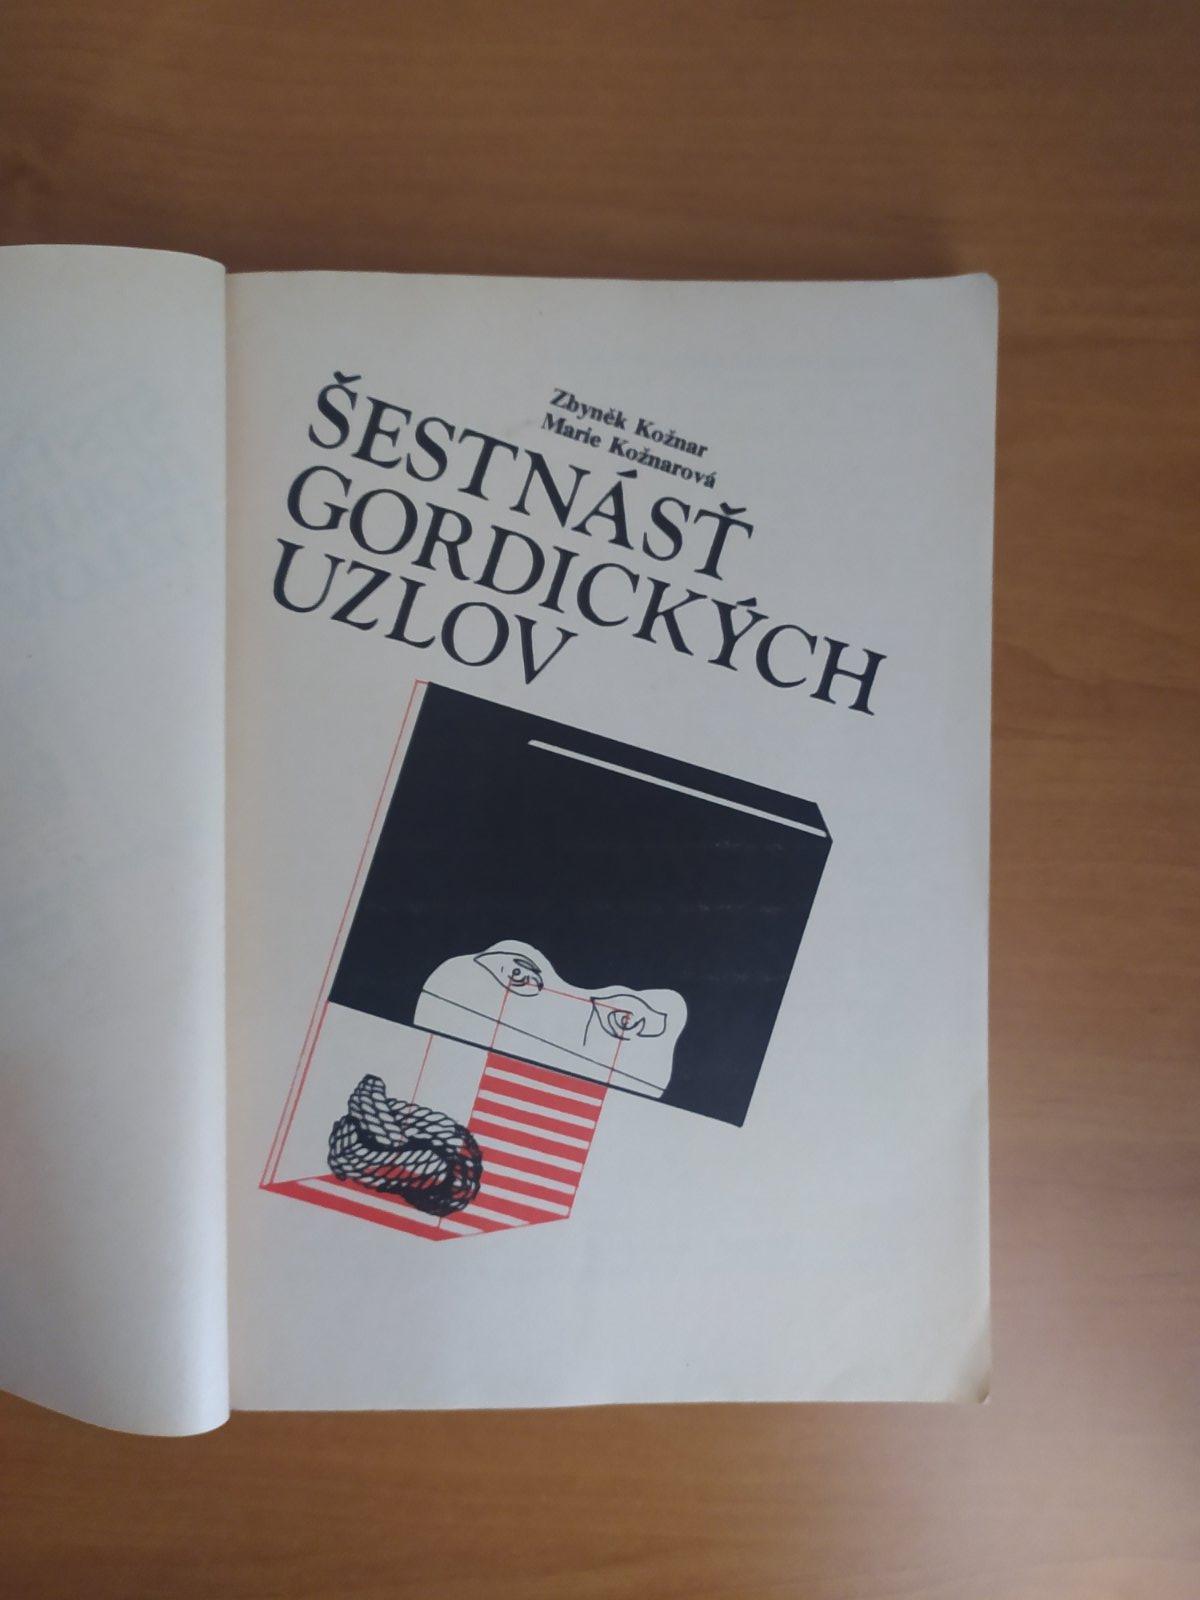 Zbyněk Kožnar
Marie Kožnarová
ŠESTNÁSŤ
GORDICKÝCH
UZLOV